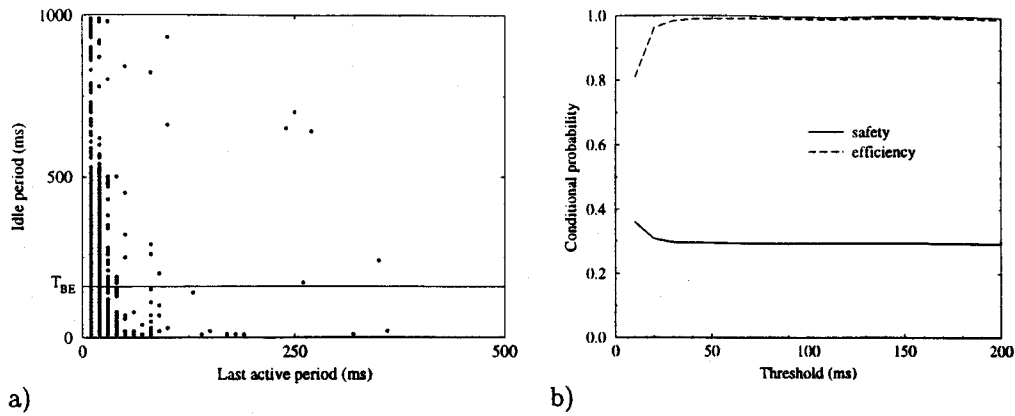 1000
500
T_BE
0
0
250
500
Idle period (ms)
Last active period (ms)
a)
1.0
0.8
0.6
0.4
0.2
0.0
0
50
100
150
200
Conditional probability
Threshold (ms)
safety
efficiency
b)